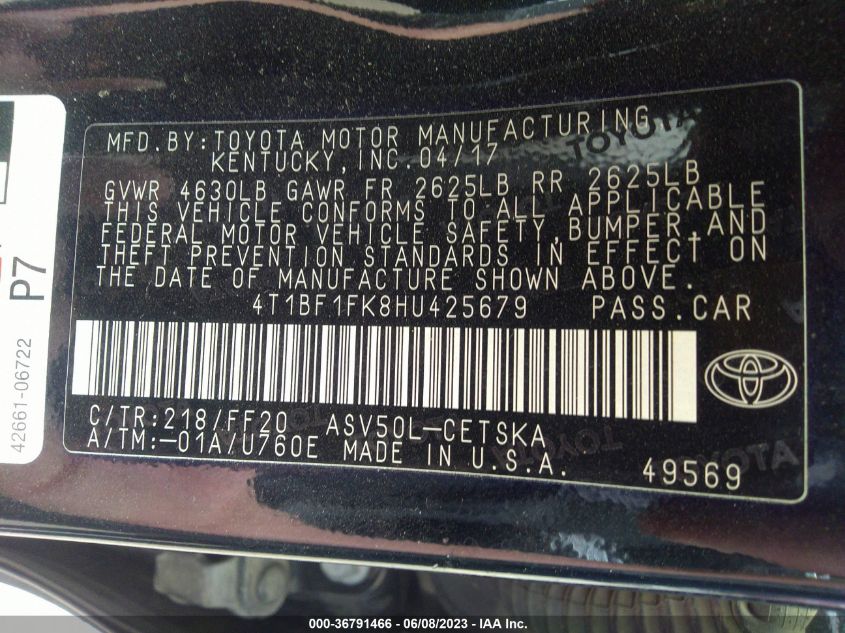 MFD.BY:TOYOTA MOTOR MANUFACTURING
KENTUCKY,INC.04/17
GVWR 4630LB GAWR FR 2625LB RR 2625LB
THIS VEHICLE CONFORMS TO ALL APPLICABLE
FEDERAL MOTOR VEHICLE SAFETY,BUMPER,AND
THEFT PREVENTION STANDARDS IN EFFECT ON
THE DATE OF MANUFACTURE SHOWN ABOVE.
4T1BF1FK8HU425679 PASS.CAR
C/TR:218/FF20 ASV50L-CETSKA
A/TM:-01A/U760E MADE IN U.S.A.
49569
TOYOTA
TOYOTA
TOYOTA
P7
42661-06722
000-36791466 - 06/08/2023 - IAA Inc.